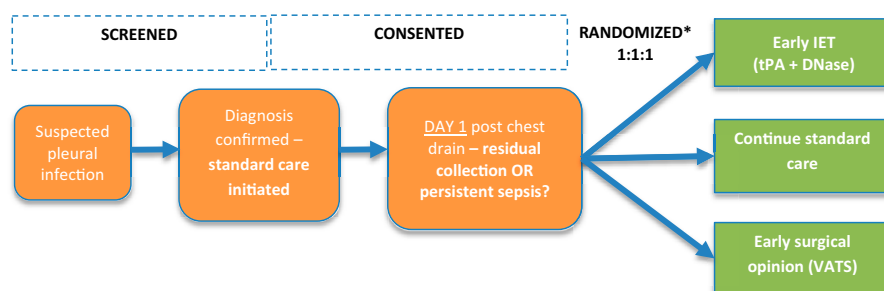 SCREENED
CONSENTED
RANDOMIZED*
1:1:1
Suspected
pleural
infection
Diagnosis
confirmed –
standard care
initiated
DAY 1 post chest
drain – residual
collection OR
persistent sepsis?
Early IET
(tPA + DNase)
Continue standard
care
Early surgical
opinion (VATS)